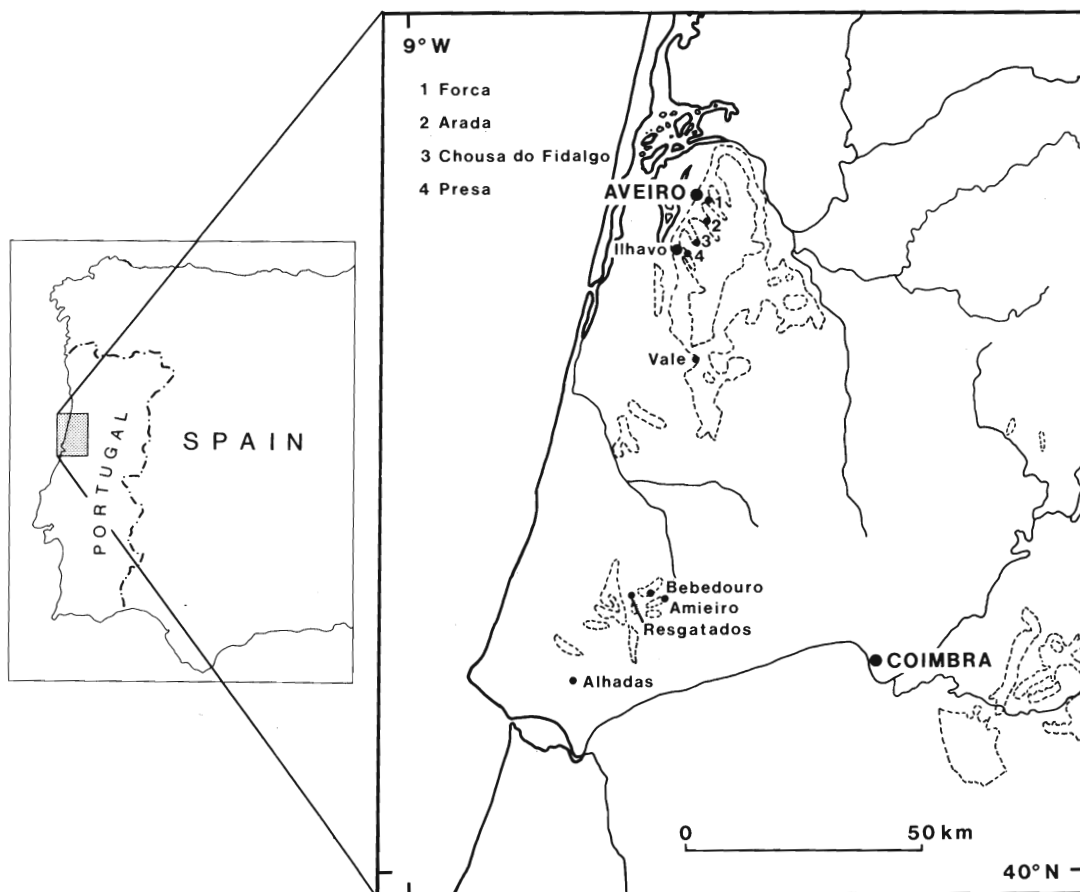 9° W
1 Forca
2 Arada
3 Chousa do Fidalgo
4 Presa
AVEIRO
1
2
3
Ilhavo
4
Vale
PORTUGAL
SPAIN
Bebedouro
Amieiro
Resgatados
COIMBRA
Alhadas
0 50 km
40° N